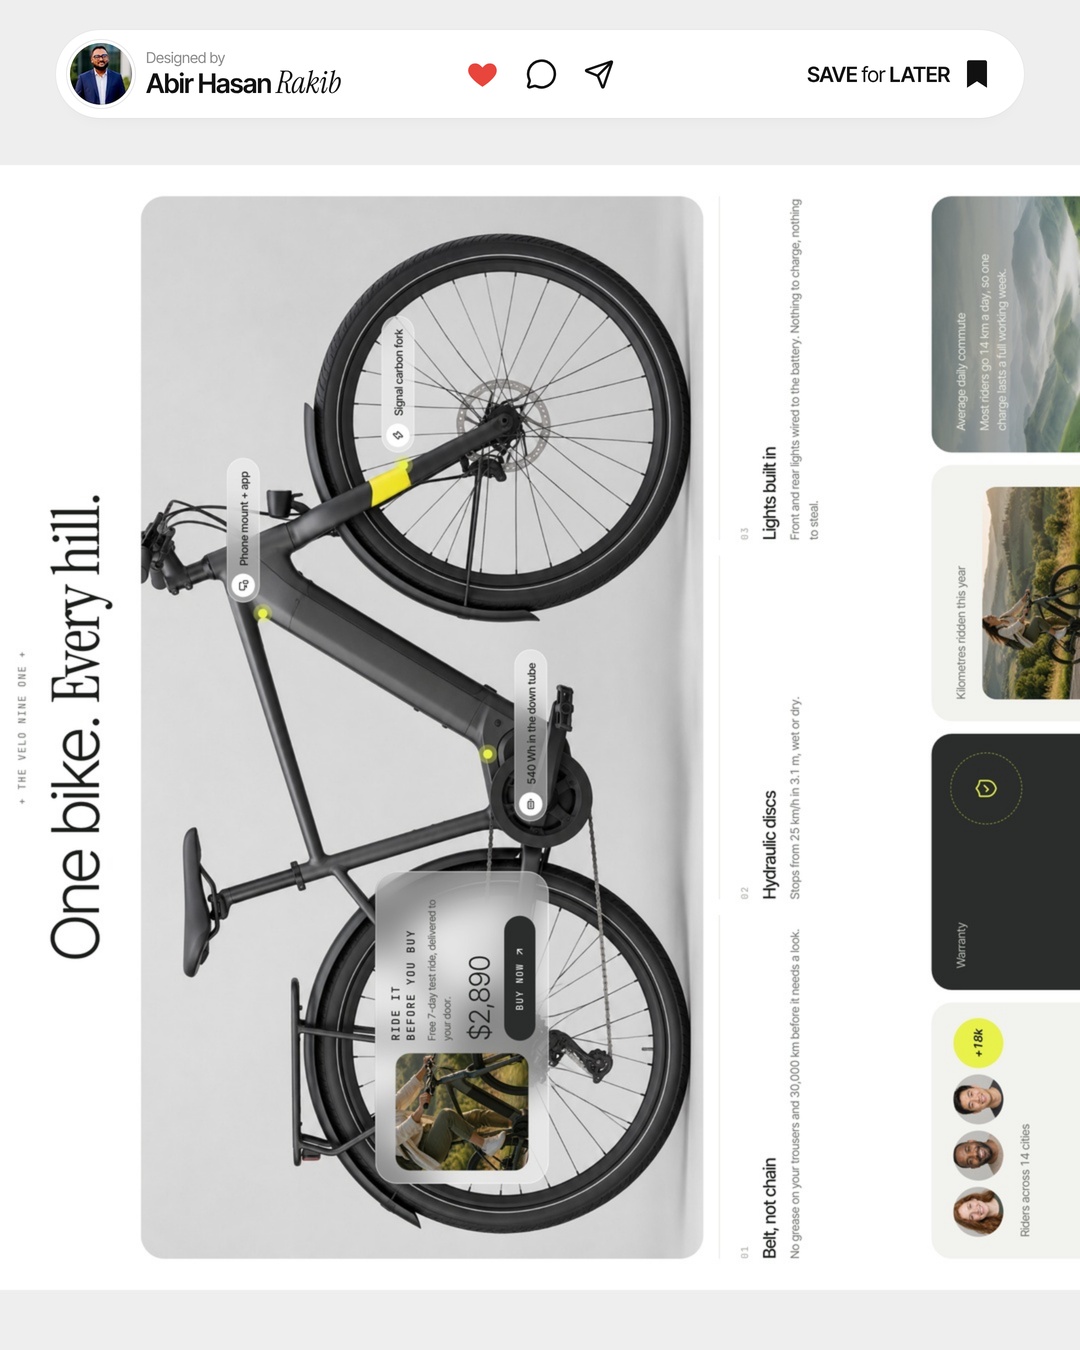 Designed by
Abir Hasan Rakib
SAVE for LATER
+ THE VELO NINE ONE +
One bike. Every hill.
Phone mount + app
Signal carbon fork
540 Wh in the down tube
RIDE IT
BEFORE YOU BUY
Free 7-day test ride, delivered to
your door.
$2,890
BUY NOW ↗
01
Belt, not chain
No grease on your trousers and 30,000 km before it needs a look.
02
Hydraulic discs
Stops from 25 km/h in 3.1 m, wet or dry.
03
Lights built in
Front and rear lights wired to the battery. Nothing to charge, nothing
to steal.
+18k
Riders across 14 cities
Warranty
Kilometres ridden this year
Average daily commute
Most riders go 14 km a day, so one
charge lasts a full working week.